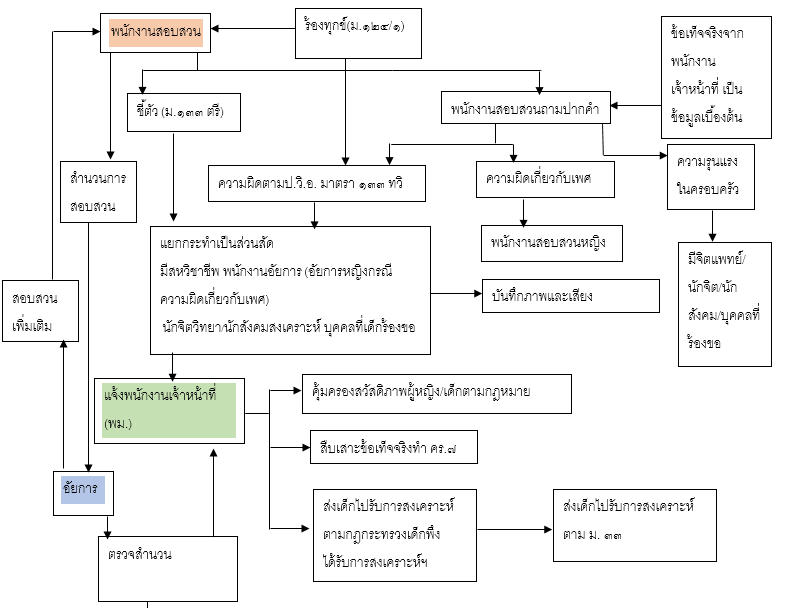 พนักงานสอบสวน
ร้องทุกข์(ม.๑๒๔/๑)
ข้อเท็จจริงจาก
พนักงาน
เจ้าหน้าที่ เป็น
ข้อมูลเบื้องต้น
ชี้ตัว (ม.๑๓๓ ตรี)
พนักงานสอบสวนถามปากคำ
สำนวนการ
สอบสวน
ความผิดตามป.วิ.อ. มาตรา ๑๓๓ ทวิ
ความผิดเกี่ยวกับเพศ
ความรุนแรง
ในครอบครัว
แยกกระทำเป็นส่วนสัด
มีสหวิชาชีพ พนักงานอัยการ (อัยการหญิงกรณี
ความผิดเกี่ยวกับเพศ)
นักจิตวิทยา/นักสังคมสงเคราะห์ บุคคลที่เด็กร้องขอ
พนักงานสอบสวนหญิง
มีจิตแพทย์/
นักจิต/นัก
สังคม/บุคคลที่
ร้องขอ
บันทึกภาพและเสียง
สอบสวน
เพิ่มเติม
แจ้งพนักงานเจ้าหน้าที่
(พม.)
คุ้มครองสวัสดิภาพผู้หญิง/เด็กตามกฎหมาย
สืบเสาะข้อเท็จจริงทำ คร.๗
อัยการ
ส่งเด็กไปรับการสงเคราะห์
ตามกฎกระทรวงเด็กพึง
ได้รับการสงเคราะห์ฯ
ส่งเด็กไปรับการสงเคราะห์
ตาม ม. ๓๓
ตรวจสำนวน